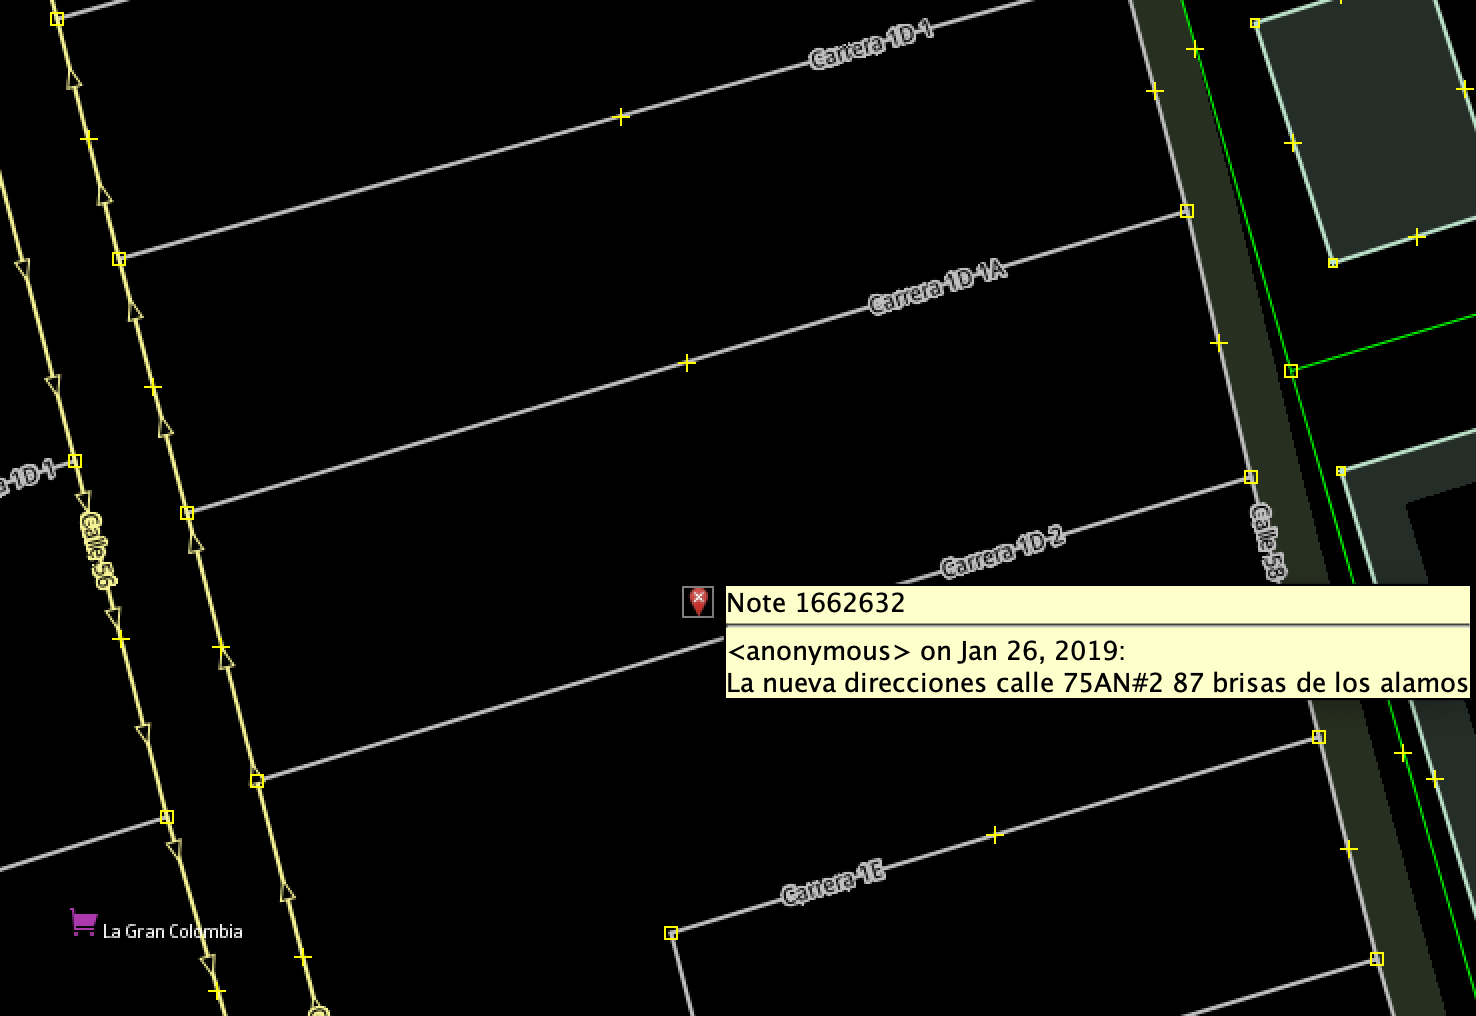 Carrera 1D-1
Carrera 1D-1A
a 1D-1
Calle 56
Carrera 1D-2
Calle 58
Note 1662632
<anonymous> on Jan 26, 2019:
La nueva direcciones calle 75AN#2 87 brisas de los alamos
Carrera 1E
La Gran Colombia